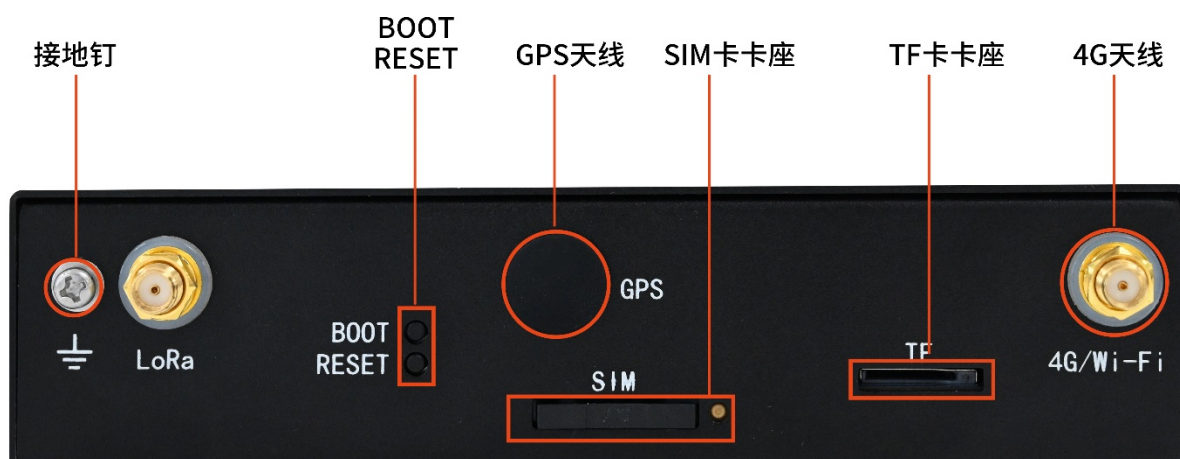 BOOT
RESET
接地钉
GPS天线
SIM卡卡座
TF卡卡座
4G天线
GPS
BOOT
RESET
LoRa
SIM
TF
4G/Wi-Fi